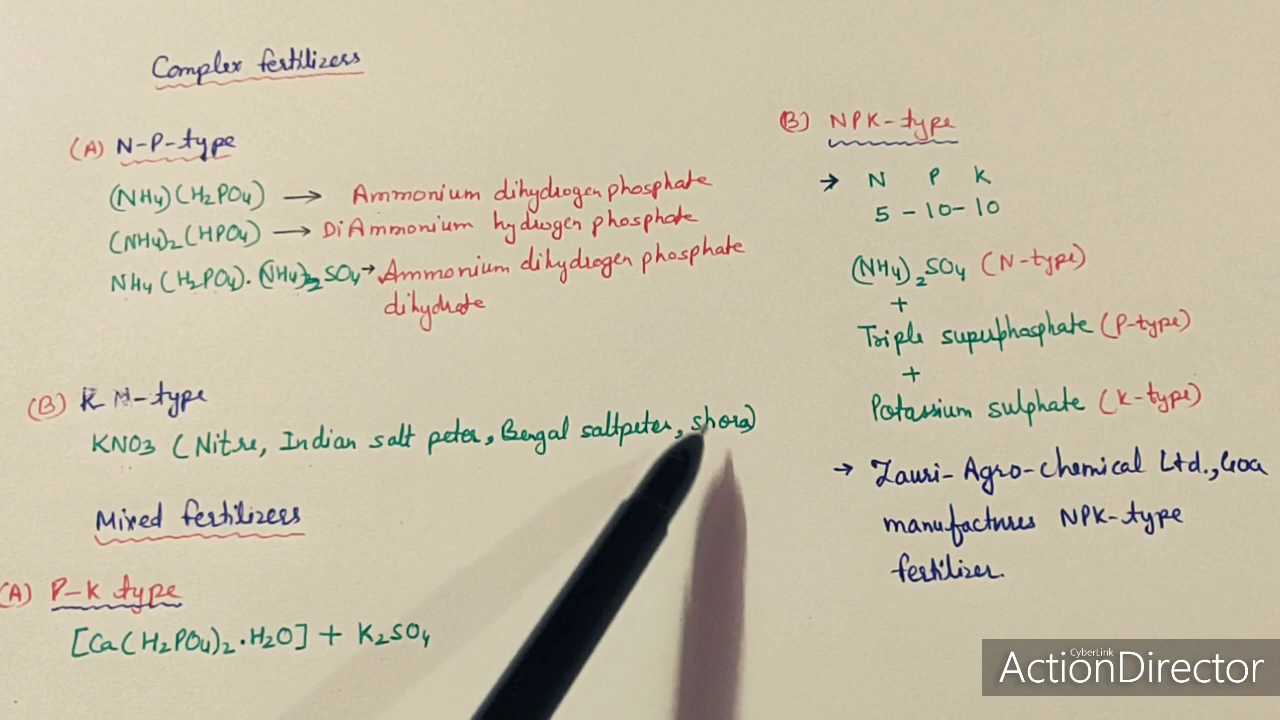 Complex fertilizers
(A) N-P-type
(NH4)(H2PO4) → Ammonium dihydrogen phosphate
(NH4)2(HPO4) → DiAmmonium hydrogen phosphate
NH4(H2PO4).(NH4)2SO4 → Ammonium dihydrogen phosphate
dihydrate
(B) K N-type
KNO3 (Nitre, Indian salt peter, Bengal saltpeter, shora)
Mixed fertilizers
(A) P-K type
[Ca(H2PO4)2.H2O] + K2SO4
(B) NPK-type
→ N P K
5 - 10 - 10
(NH4)2SO4 (N-type)
+
Triple superphosphate (P-type)
+
Potassium sulphate (K-type)
→ Zauri-Agro-chemical Ltd., Goa
manufactures NPK-type
fertilizer.
CyberLink
ActionDirector